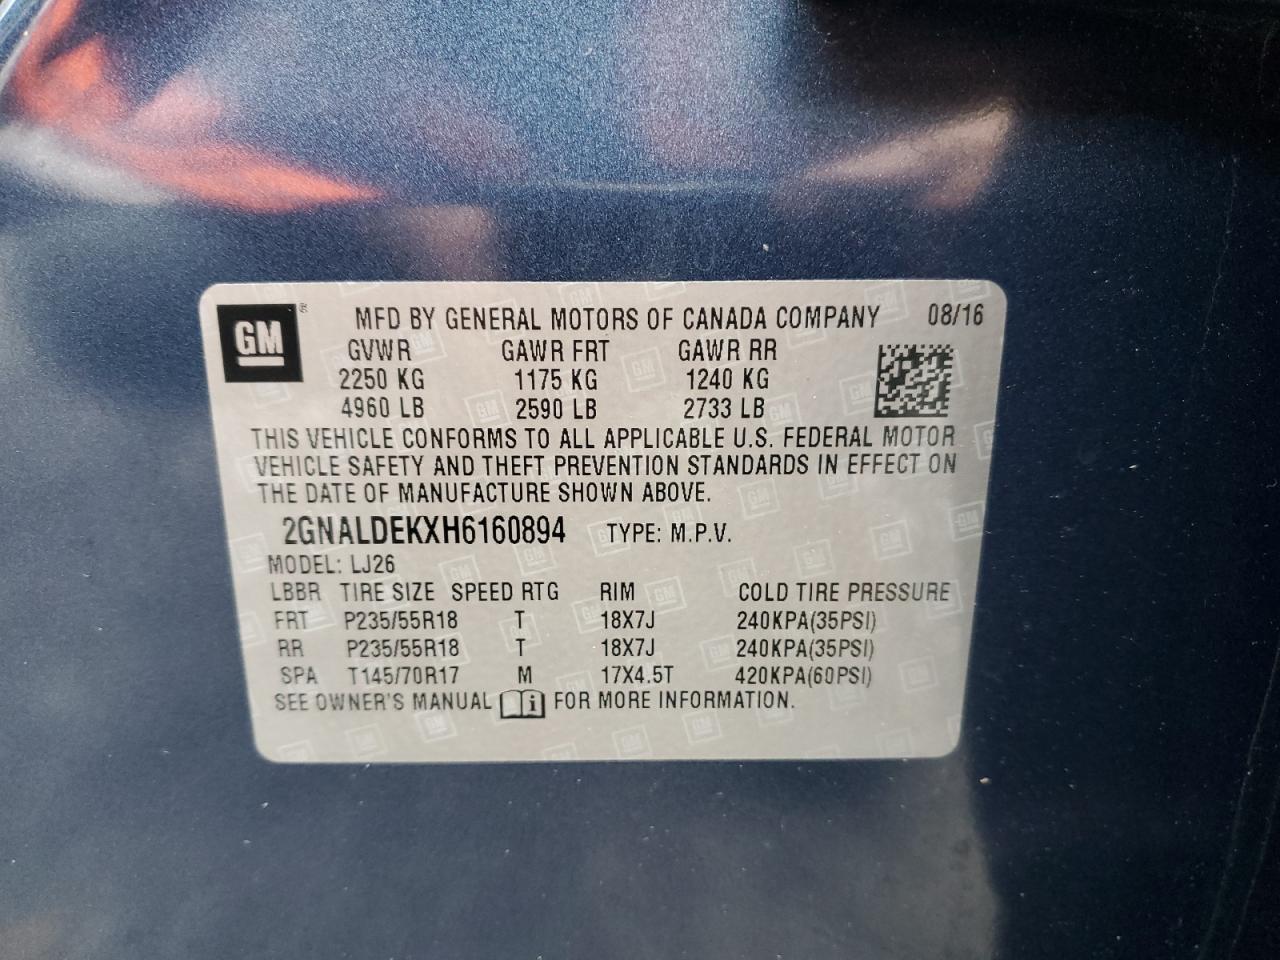 GM
MFD BY GENERAL MOTORS OF CANADA COMPANY 08/16
GVWR GAWR FRT GAWR RR
2250 KG 1175 KG 1240 KG
4960 LB 2590 LB 2733 LB
THIS VEHICLE CONFORMS TO ALL APPLICABLE U.S. FEDERAL MOTOR
VEHICLE SAFETY AND THEFT PREVENTION STANDARDS IN EFFECT ON
THE DATE OF MANUFACTURE SHOWN ABOVE.
2GNALDEKXH6160894 TYPE: M.P.V.
MODEL: LJ26
LBBR TIRE SIZE SPEED RTG RIM COLD TIRE PRESSURE
FRT P235/55R18 T 18X7J 240KPA(35PSI)
RR P235/55R18 T 18X7J 240KPA(35PSI)
SPA T145/70R17 M 17X4.5T 420KPA(60PSI)
SEE OWNER'S MANUAL FOR MORE INFORMATION.